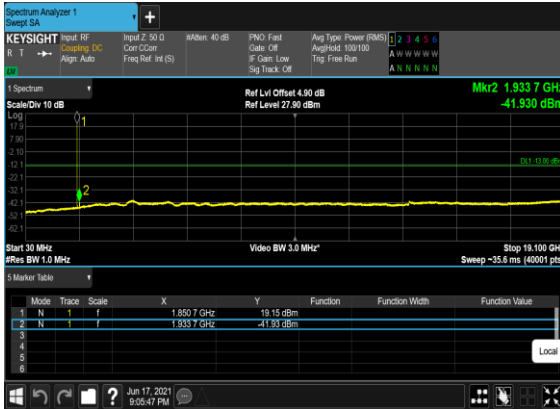 Spectrum Analyzer 1
Swept SA
+
KEYSIGHT Input: RF Input Z: 50 Ω #Atten: 40 dB PNO: Fast Avg Type: Power (RMS) 1 2 3 4 5 6
R T Coupling: DC Corr CCorr Gate: Off Avg|Hold: 100/100 A W W W W W
Align: Auto Freq Ref: Int (S) IF Gain: Low Trig: Free Run
Sig Track: Off A N N N N N
1 Spectrum
Ref Lvl Offset 4.90 dB Mkr2 1.933 7 GHz
Scale/Div 10 dB Ref Level 27.90 dBm -41.930 dBm
Log
17.9
7.90
-2.10
-12.1
-22.1
-32.1
-42.1
-52.1
-62.1
1
2
DL1 -13.00 dBm
Start 30 MHz Video BW 3.0 MHz* Stop 19.100 GHz
#Res BW 1.0 MHz Sweep ~35.6 ms (40001 pts)
5 Marker Table
Mode Trace Scale X Y Function Function Width Function Value
1 N 1 f 1.850 7 GHz 19.15 dBm
2 N 1 f 1.933 7 GHz -41.93 dBm
3
4
5
6
Local
? Jun 17, 2021
9:05:47 PM